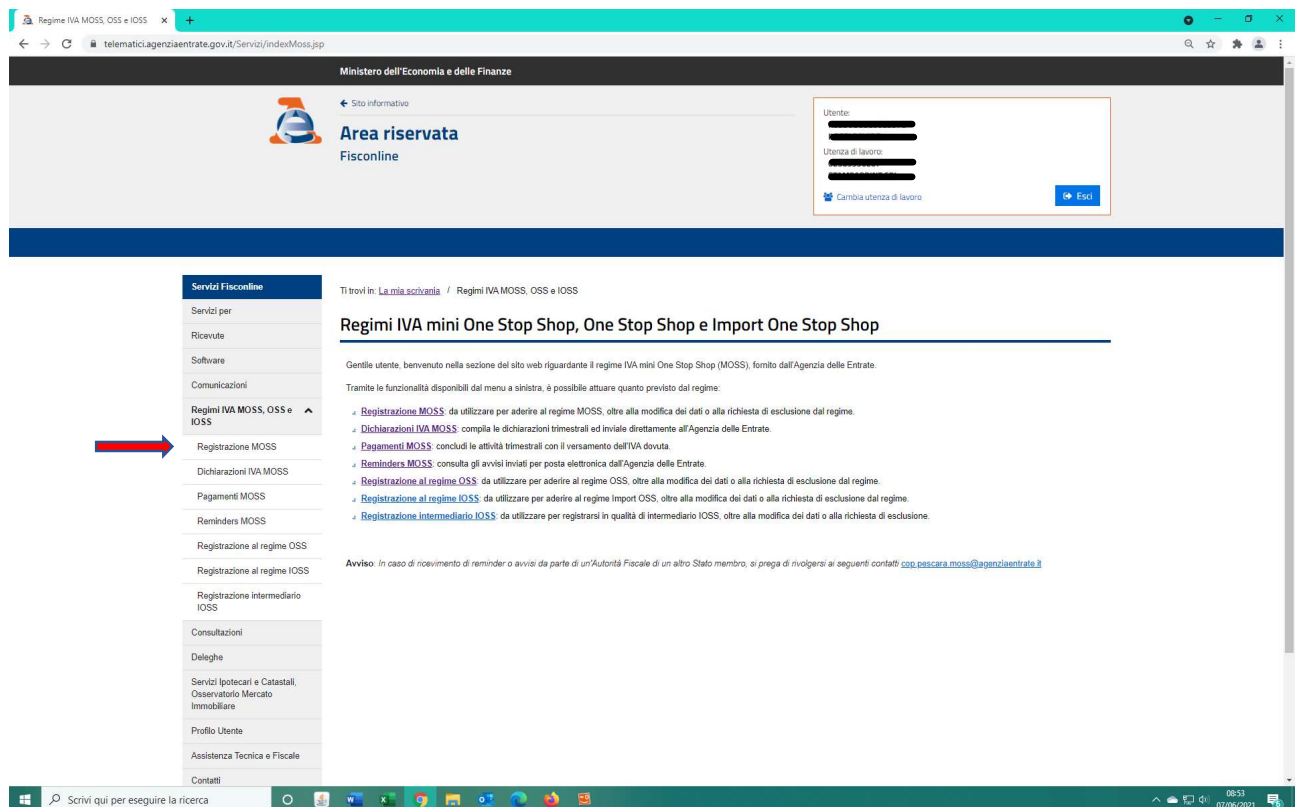 Regime IVA MOSS, OSS e IOSS
telematici.agenziaentrate.gov.it/Servizi/indexMoss.jsp
Ministero dell'Economia e delle Finanze
Sito informativo
Area riservata
Fisconline
Utente:
Utenza di lavoro:
Cambia utenza di lavoro
Esci
Servizi Fisconline
Servizi per
Ricevute
Software
Comunicazioni
Regimi IVA MOSS, OSS e
IOSS
Registrazione MOSS
Dichiarazioni IVA MOSS
Pagamenti MOSS
Reminders MOSS
Registrazione al regime OSS
Registrazione al regime IOSS
Registrazione intermediario
IOSS
Consultazioni
Deleghe
Servizi Ipotecari e Catastali,
Osservatorio Mercato
Immobiliare
Profilo Utente
Assistenza Tecnica e Fiscale
Contatti
Ti trovi in: La mia scrivania / Regimi IVA MOSS, OSS e IOSS
Regimi IVA mini One Stop Shop, One Stop Shop e Import One Stop Shop
Gentile utente, benvenuto nella sezione del sito web riguardante il regime IVA mini One Stop Shop (MOSS), fornito dall'Agenzia delle Entrate.
Tramite le funzionalità disponibili dal menu a sinistra, è possibile attuare quanto previsto dal regime:
Registrazione MOSS: da utilizzare per aderire al regime MOSS, oltre alla modifica dei dati o alla richiesta di esclusione dal regime.
Dichiarazioni IVA MOSS: compila le dichiarazioni trimestrali ed inviale direttamente all'Agenzia delle Entrate.
Pagamenti MOSS: concludi le attività trimestrali con il versamento dell'IVA dovuta.
Reminders MOSS: consulta gli avvisi inviati per posta elettronica dall'Agenzia delle Entrate.
Registrazione al regime OSS: da utilizzare per aderire al regime OSS, oltre alla modifica dei dati o alla richiesta di esclusione dal regime.
Registrazione al regime IOSS: da utilizzare per aderire al regime Import OSS, oltre alla modifica dei dati o alla richiesta di esclusione dal regime.
Registrazione intermediario IOSS: da utilizzare per registrarsi in qualità di intermediario IOSS, oltre alla modifica dei dati o alla richiesta di esclusione.
Avviso: In caso di ricevimento di reminder o avvisi da parte di un'Autorità Fiscale di un altro Stato membro, si prega di rivolgersi ai seguenti contatti cop.pescara.moss@agenziaentrate.it
Scrivi qui per eseguire la ricerca
08:53
07/06/2021